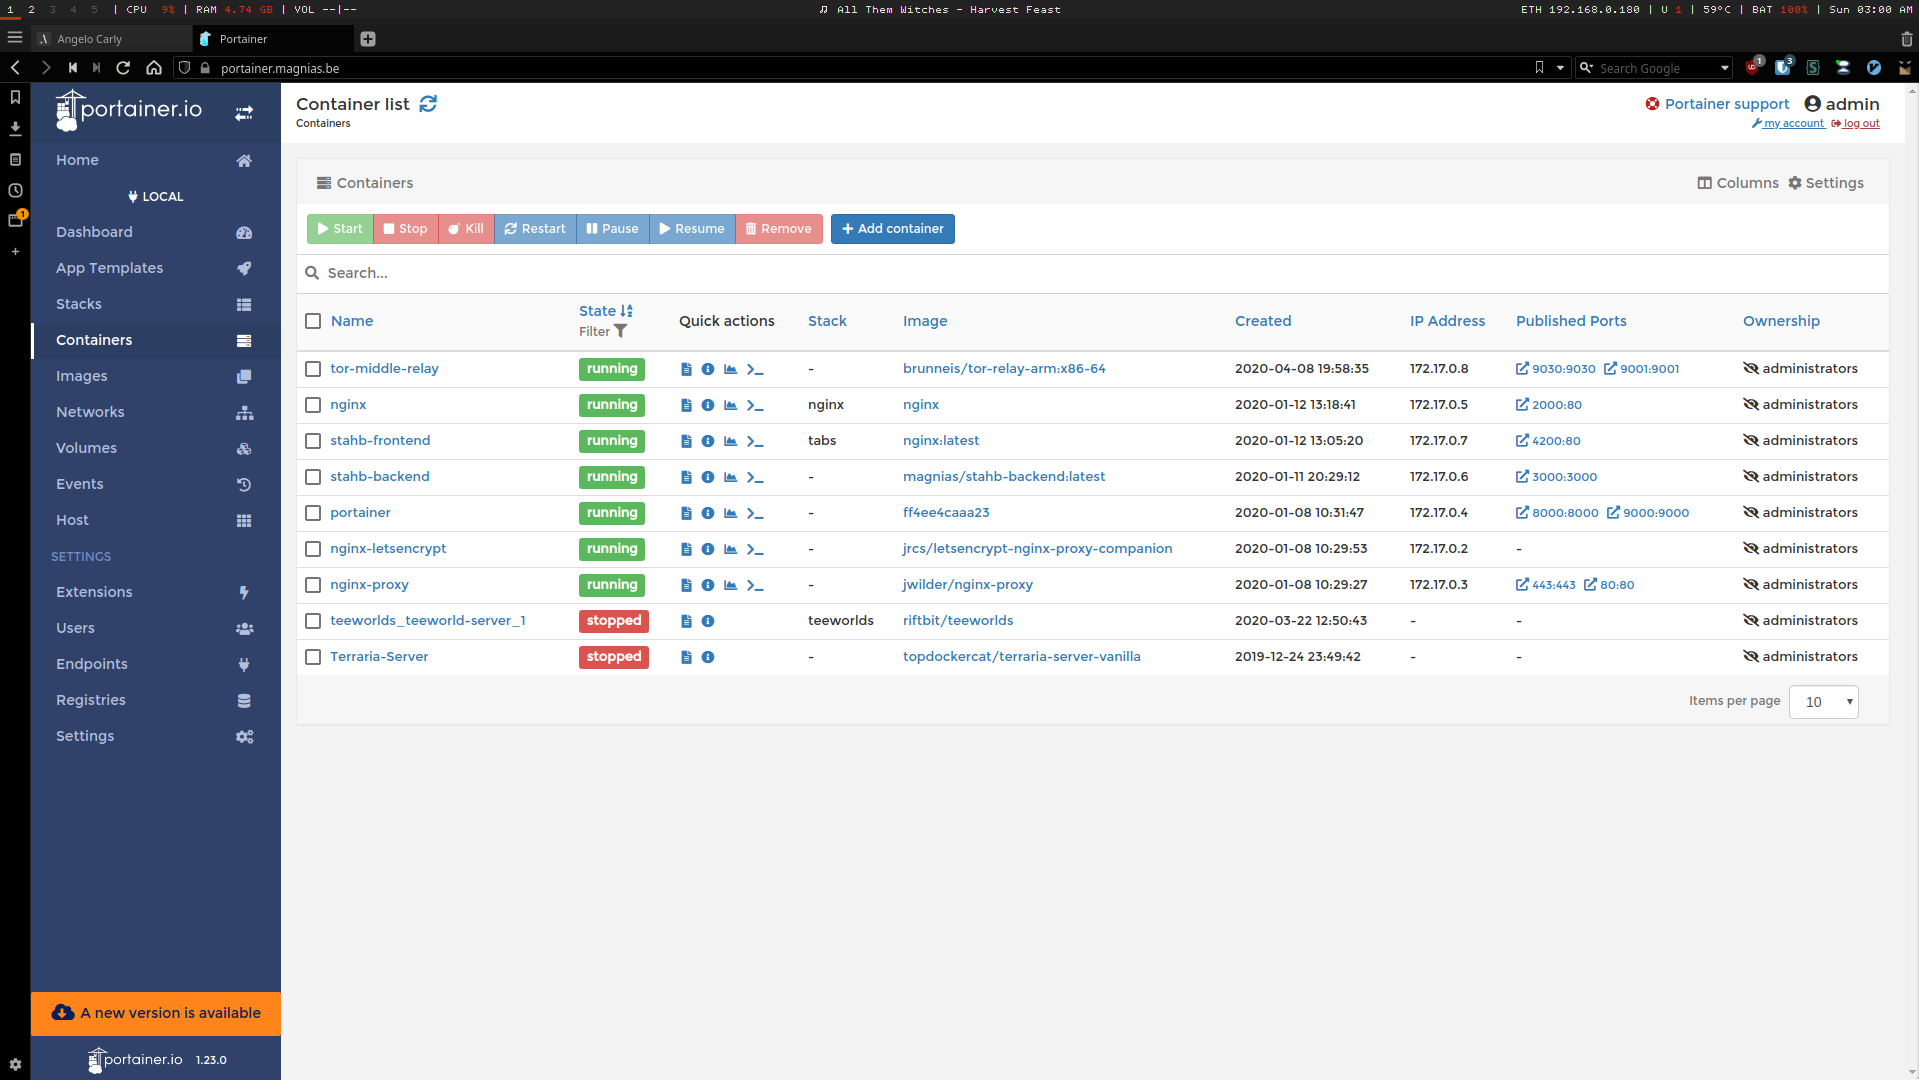 1 2 3 4 5 | CPU 9% | RAM 4.74 GB | VOL --|--
♫ All Them Witches - Harvest Feast
ETH 192.168.0.180 | U 1 | 59°C | BAT 100% | Sun 03:00 AM
Angelo Carly
Portainer
portainer.magnias.be
Search Google
1
3
1
portainer.io
Home
LOCAL
Dashboard
App Templates
Stacks
Containers
Images
Networks
Volumes
Events
Host
SETTINGS
Extensions
Users
Endpoints
Registries
Settings
A new version is available
portainer.io 1.23.0
Container list
Containers
Portainer support admin
my account log out
Containers
Columns Settings
Start Stop Kill Restart Pause Resume Remove Add container
Search...
Name State Filter Quick actions Stack Image Created IP Address Published Ports Ownership
tor-middle-relay running - brunneis/tor-relay-arm:x86-64 2020-04-08 19:58:35 172.17.0.8 9030:9030 9001:9001 administrators
nginx running nginx nginx 2020-01-12 13:18:41 172.17.0.5 2000:80 administrators
stahb-frontend running tabs nginx:latest 2020-01-12 13:05:20 172.17.0.7 4200:80 administrators
stahb-backend running - magnias/stahb-backend:latest 2020-01-11 20:29:12 172.17.0.6 3000:3000 administrators
portainer running - ff4ee4caaa23 2020-01-08 10:31:47 172.17.0.4 8000:8000 9000:9000 administrators
nginx-letsencrypt running - jrcs/letsencrypt-nginx-proxy-companion 2020-01-08 10:29:53 172.17.0.2 - administrators
nginx-proxy running - jwilder/nginx-proxy 2020-01-08 10:29:27 172.17.0.3 443:443 80:80 administrators
teeworlds_teeworld-server_1 stopped teeworlds riftbit/teeworlds 2020-03-22 12:50:43 - - administrators
Terraria-Server stopped - topdockercat/terraria-server-vanilla 2019-12-24 23:49:42 - - administrators
Items per page 10